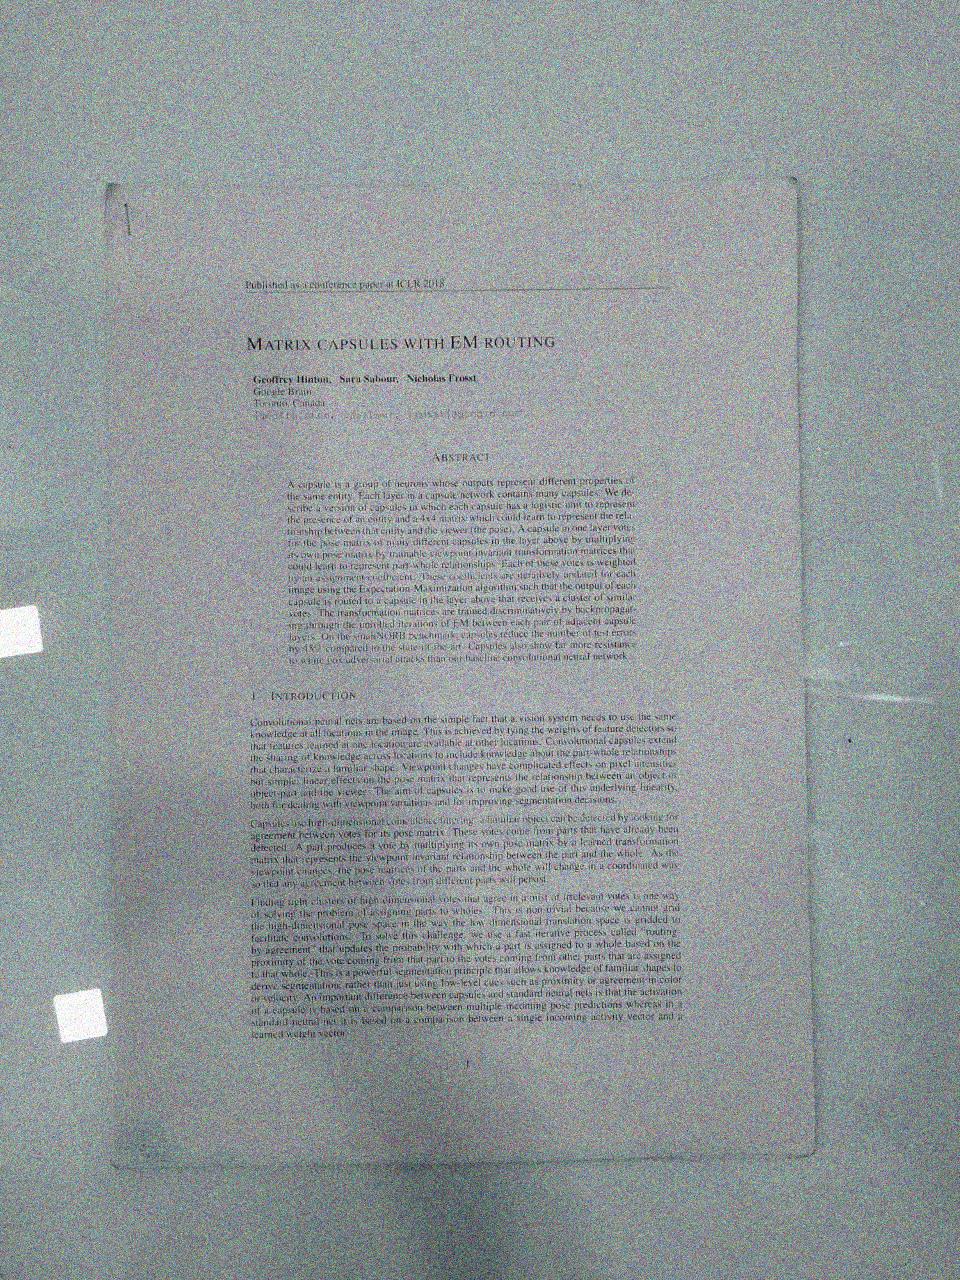 Published as a conference paper at ICLR 2018
MATRIX CAPSULES WITH EM ROUTING
Geoffrey Hinton, Sara Sabour, Nicholas Frosst
Google Brain
Toronto, Canada
ABSTRACT
A capsule is a group of neurons whose outputs represent different properties of
the same entity. Each layer in a capsule network contains many capsules. We de-
scribe a version of capsules in which each capsule has a logistic unit to represent
the presence of an entity and a 4x4 matrix which could learn to represent the rela-
tionship between that entity and the viewer (the pose). A capsule in one layer votes
for the pose matrix of many different capsules in the layer above by multiplying
its own pose matrix by trainable viewpoint-invariant transformation matrices that
could learn to represent part-whole relationships. Each of these votes is weighted
by an assignment coefficient. These coefficients are iteratively updated for each
image using the Expectation-Maximization algorithm such that the output of each
capsule is routed to a capsule in the layer above that receives a cluster of similar
votes. The transformation matrices are trained discriminatively by backpropagat-
ing through the unrolled iterations of EM between each pair of adjacent capsule
layers. On the smallNORB benchmark, capsules reduce the number of test errors
by 45% compared to the state-of-the-art. Capsules also show far more resistance
to white box adversarial attacks than our baseline convolutional neural network.
1 INTRODUCTION
Convolutional neural nets are based on the simple fact that a vision system needs to use the same
knowledge at all locations in the image. This is achieved by tying the weights of feature detectors so
that features learned at one location are available at other locations. Convolutional capsules extend
the sharing of knowledge across locations to include knowledge about the part-whole relationships
that characterize a familiar shape. Viewpoint changes have complicated effects on pixel intensities
but simple, linear effects on the pose matrix that represents the relationship between an object or
object-part and the viewer. The aim of capsules is to make good use of this underlying linearity,
both for dealing with viewpoint variations and for improving segmentation decisions.
Capsules use high-dimensional coincidence filtering: a familiar object can be detected by looking for
agreement between votes for its pose matrix. These votes come from parts that have already been
detected. A part produces a vote by multiplying its own pose matrix by a learned transformation
matrix that represents the viewpoint invariant relationship between the part and the whole. As the
viewpoint changes, the pose matrices of the parts and the whole will change in a coordinated way
so that any agreement between votes from different parts will persist.
Finding tight clusters of high-dimensional votes that agree in a mist of irrelevant votes is one way
of solving the problem of assigning parts to wholes. This is non-trivial because we cannot grid
the high-dimensional pose space in the way the low-dimensional translation space is gridded to
facilitate convolutions. To solve this challenge, we use a fast iterative process called "routing-
by-agreement" that updates the probability with which a part is assigned to a whole based on the
proximity of the vote coming from that part to the votes coming from other parts that are assigned
to that whole. This is a powerful segmentation principle that allows knowledge of familiar shapes to
derive segmentation, rather than just using low-level cues such as proximity or agreement in color
or velocity. An important difference between capsules and standard neural nets is that the activation
of a capsule is based on a comparison between multiple incoming pose predictions whereas in a
standard neural net it is based on a comparison between a single incoming activity vector and a
learned weight vector.
1